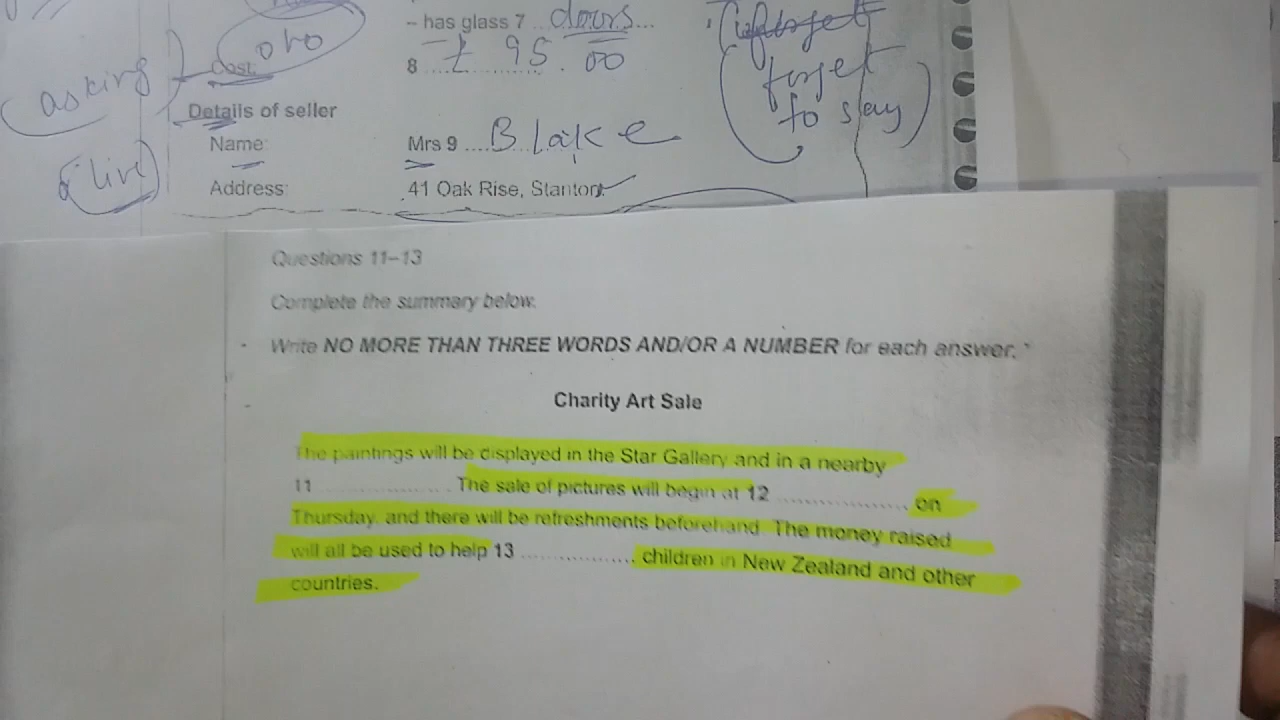 -- has glass 7 doors...
forget
oro
Cost:
8 £ 95.00
forget
to say
asking
Details of seller
Name: Mrs 9 ....Blake
(live)
Address: 41 Oak Rise, Stanton
Questions 11–13
Complete the summary below.
Write NO MORE THAN THREE WORDS AND/OR A NUMBER for each answer.
Charity Art Sale
The paintings will be displayed in the Star Gallery and in a nearby
11 .................... The sale of pictures will begin at 12 .................... on
Thursday, and there will be refreshments beforehand. The money raised
will all be used to help 13 ................ children in New Zealand and other
countries.